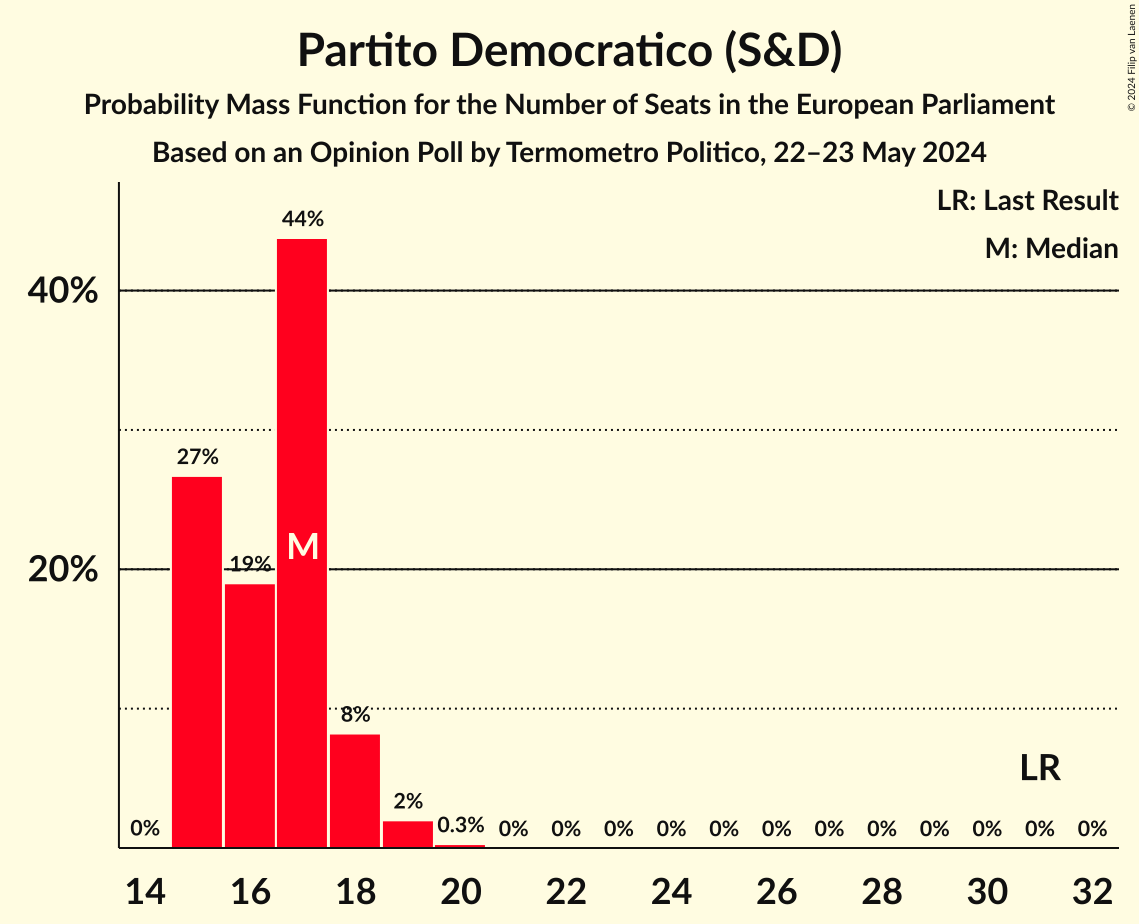 Partito Democratico (S&D)
Probability Mass Function for the Number of Seats in the European Parliament
Based on an Opinion Poll by Termometro Politico, 22–23 May 2024
© 2024 Filip van Laenen
LR: Last Result
M: Median
44%
40%
27%
M
20%
19%
8%
LR
2%
0% 0.3% 0% 0% 0% 0% 0% 0% 0% 0% 0% 0% 0% 0%
14 16 18 20 22 24 26 28 30 32